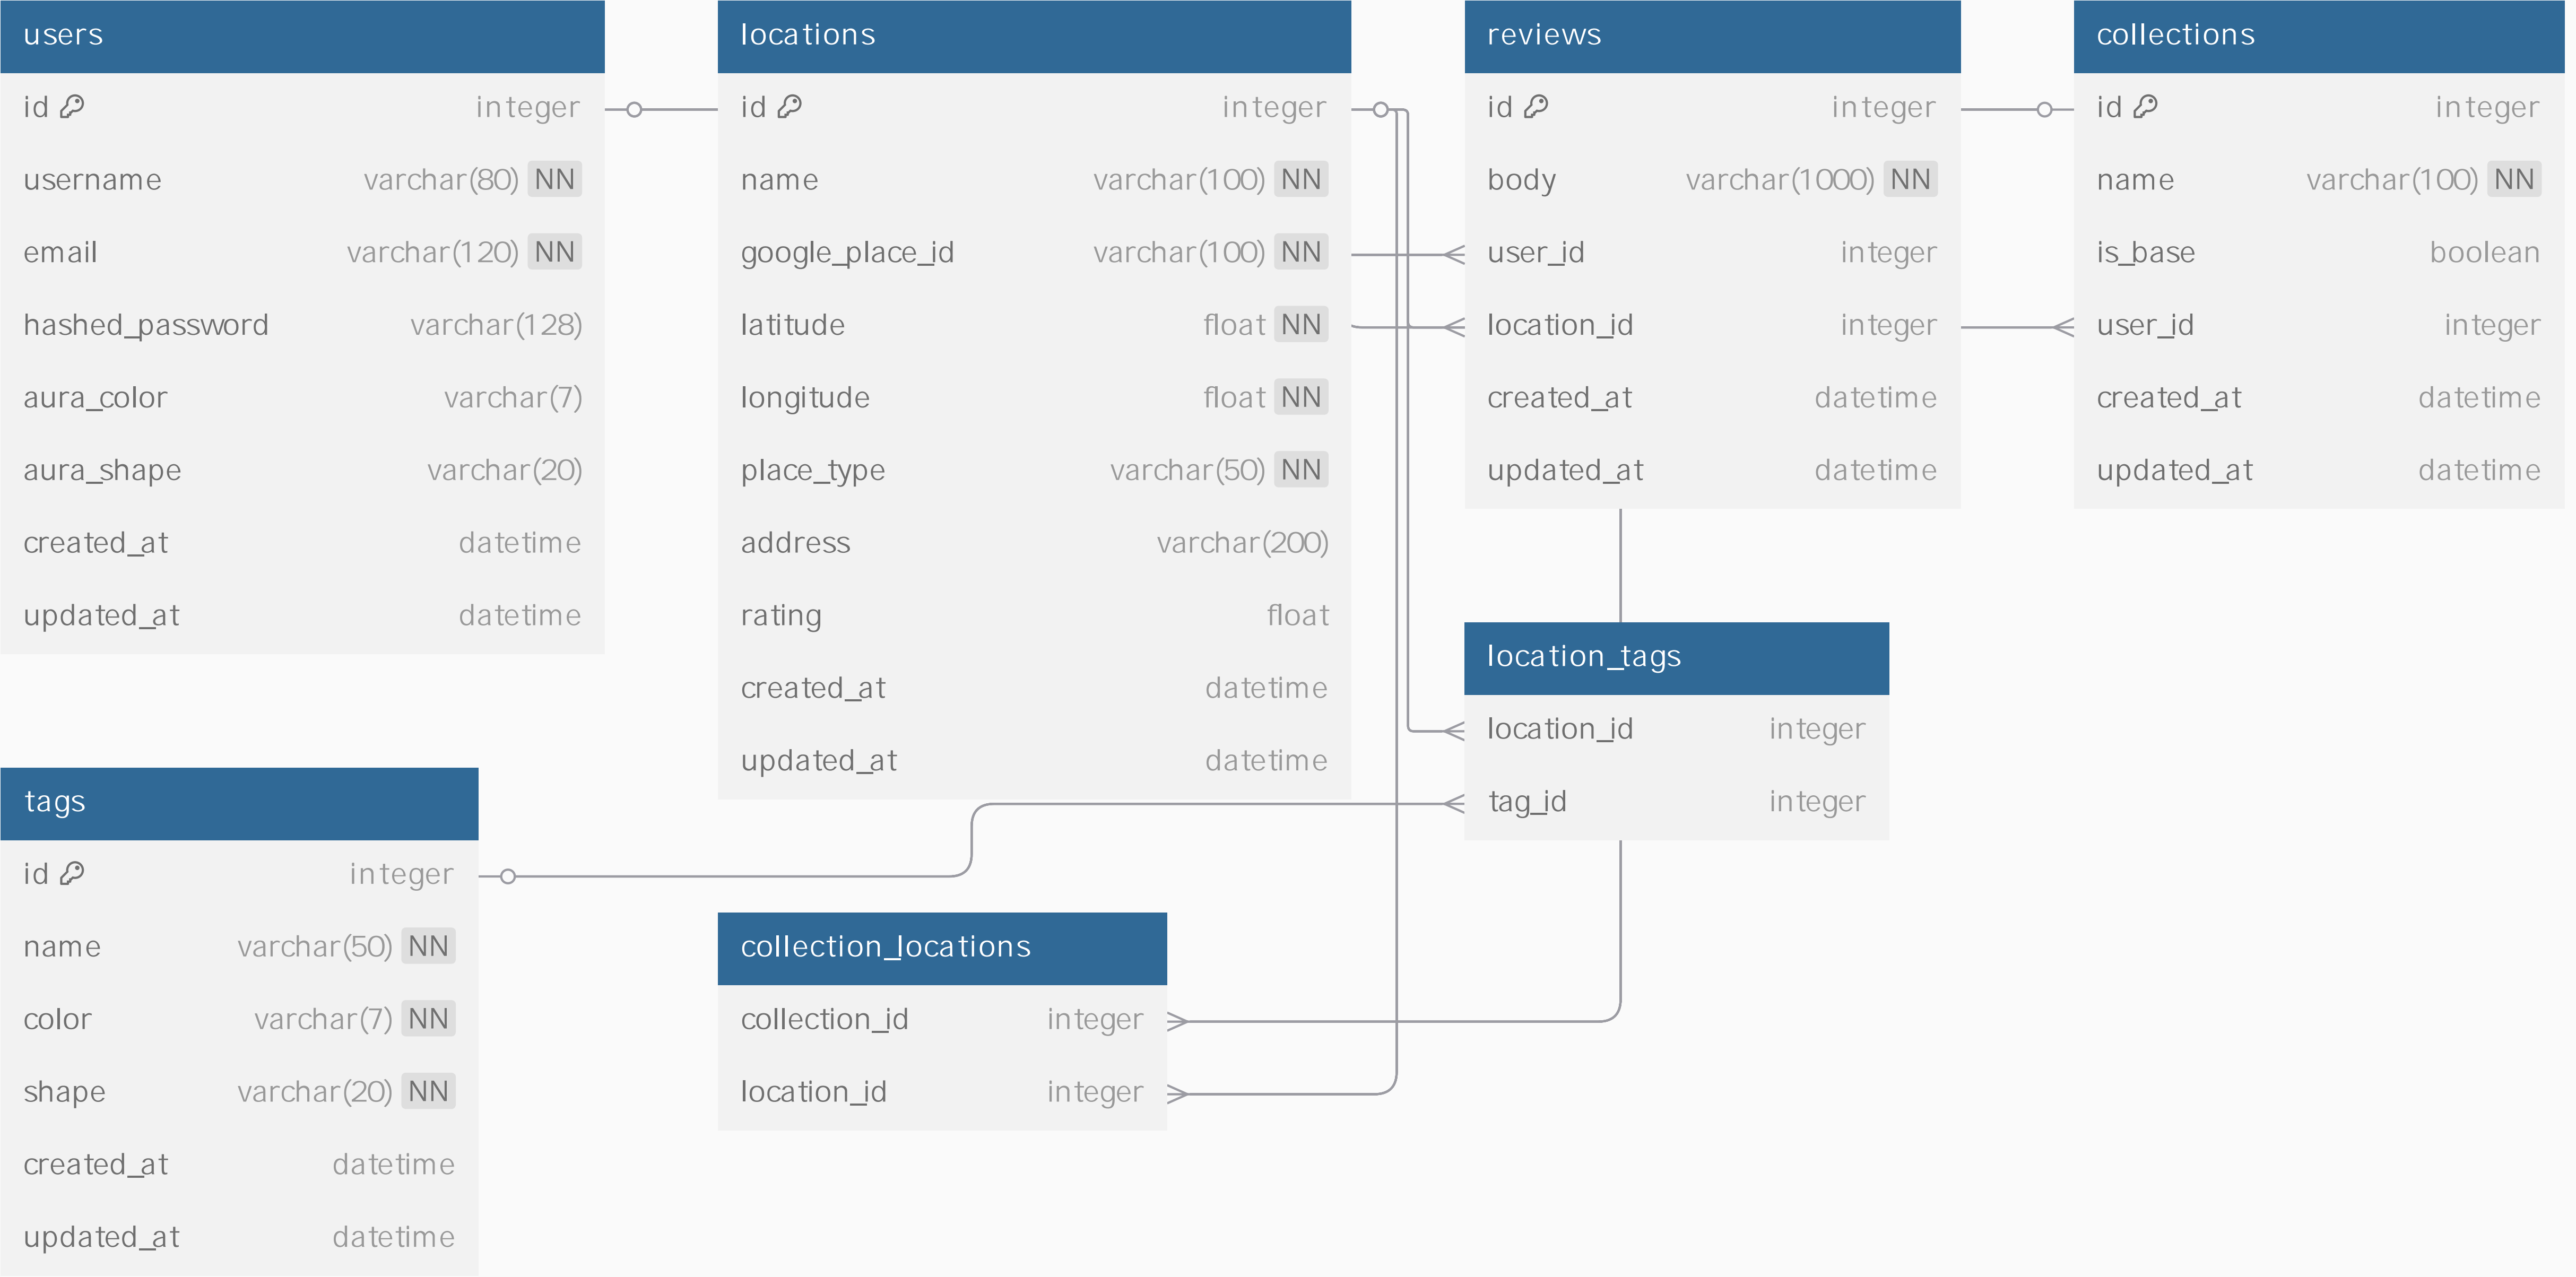 users
id integer
username varchar(80) NN
email varchar(120) NN
hashed_password varchar(128)
aura_color varchar(7)
aura_shape varchar(20)
created_at datetime
updated_at datetime
locations
id integer
name varchar(100) NN
google_place_id varchar(100) NN
latitude float NN
longitude float NN
place_type varchar(50) NN
address varchar(200)
rating float
created_at datetime
updated_at datetime
reviews
id integer
body varchar(1000) NN
user_id integer
location_id integer
created_at datetime
updated_at datetime
collections
id integer
name varchar(100) NN
is_base boolean
user_id integer
created_at datetime
updated_at datetime
location_tags
location_id integer
tag_id integer
tags
id integer
name varchar(50) NN
color varchar(7) NN
shape varchar(20) NN
created_at datetime
updated_at datetime
collection_locations
collection_id integer
location_id integer